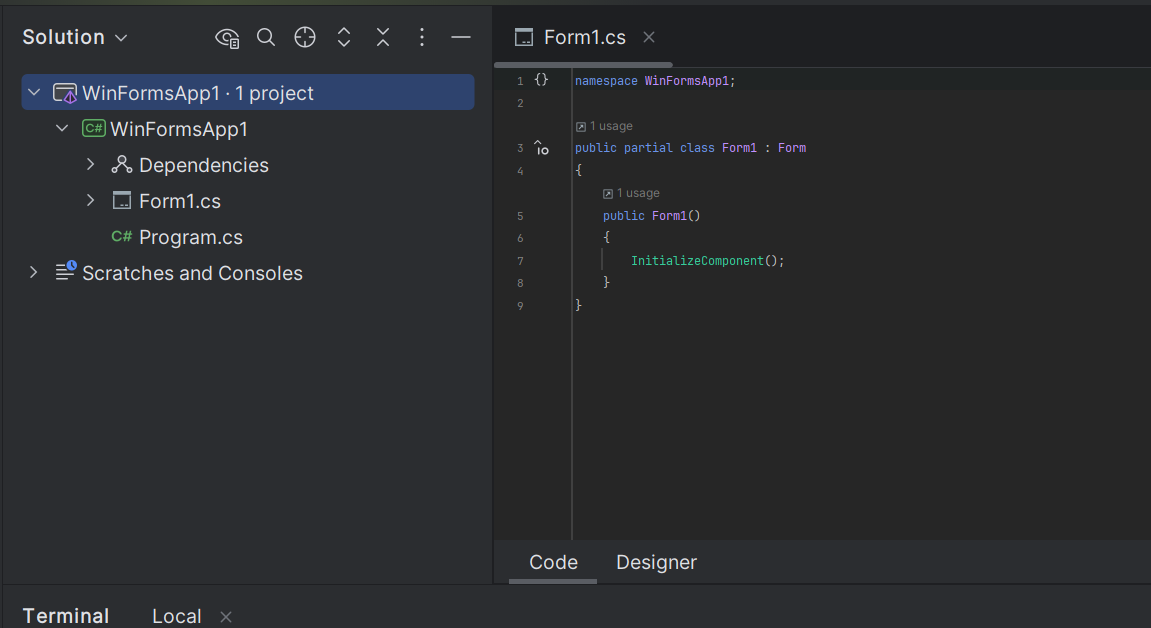 Solution
WinFormsApp1 · 1 project
C# WinFormsApp1
Dependencies
Form1.cs
C# Program.cs
Scratches and Consoles
Form1.cs
1 {} namespace WinFormsApp1;
2
1 usage
3 public partial class Form1 : Form
4 {
1 usage
5 public Form1()
6 {
7 InitializeComponent();
8 }
9 }
Code Designer
Terminal Local